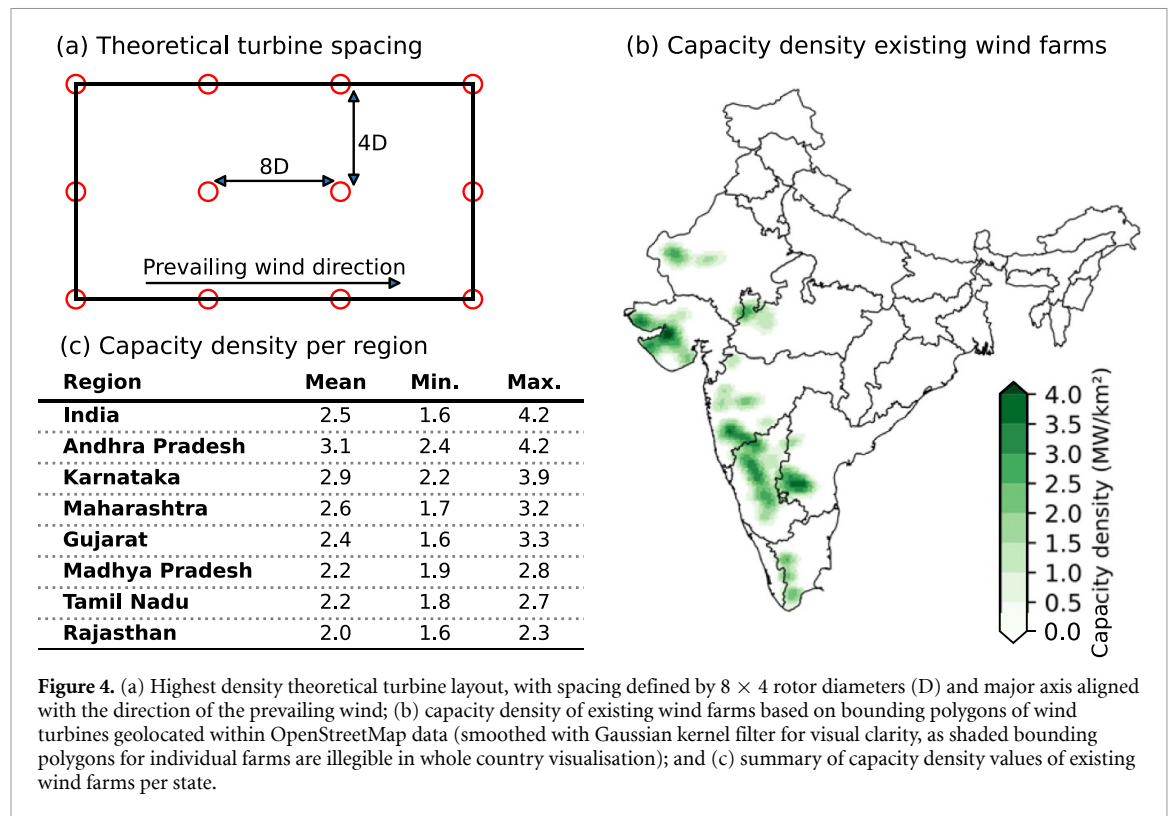 (a) Theoretical turbine spacing
4D
8D
Prevailing wind direction
(b) Capacity density existing wind farms
4.0
3.5
3.0
2.5
2.0
1.5
1.0
0.5
0.0
Capacity density (MW/km²)
(c) Capacity density per region
Region Mean Min. Max.
India 2.5 1.6 4.2
Andhra Pradesh 3.1 2.4 4.2
Karnataka 2.9 2.2 3.9
Maharashtra 2.6 1.7 3.2
Gujarat 2.4 1.6 3.3
Madhya Pradesh 2.2 1.9 2.8
Tamil Nadu 2.2 1.8 2.7
Rajasthan 2.0 1.6 2.3
Figure 4. (a) Highest density theoretical turbine layout, with spacing defined by 8 × 4 rotor diameters (D) and major axis aligned
with the direction of the prevailing wind; (b) capacity density of existing wind farms based on bounding polygons of wind
turbines geolocated within OpenStreetMap data (smoothed with Gaussian kernel filter for visual clarity, as shaded bounding
polygons for individual farms are illegible in whole country visualisation); and (c) summary of capacity density values of existing
wind farms per state.